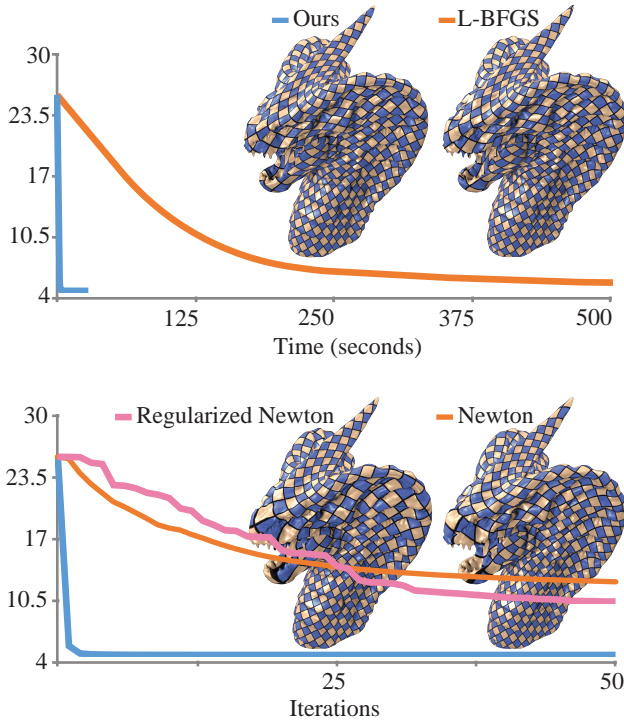 Ours L-BFGS
30
23.5
17
10.5
4
125 250 375 500
Time (seconds)
30
Regularized Newton Newton
23.5
17
10.5
4
25 50
Iterations